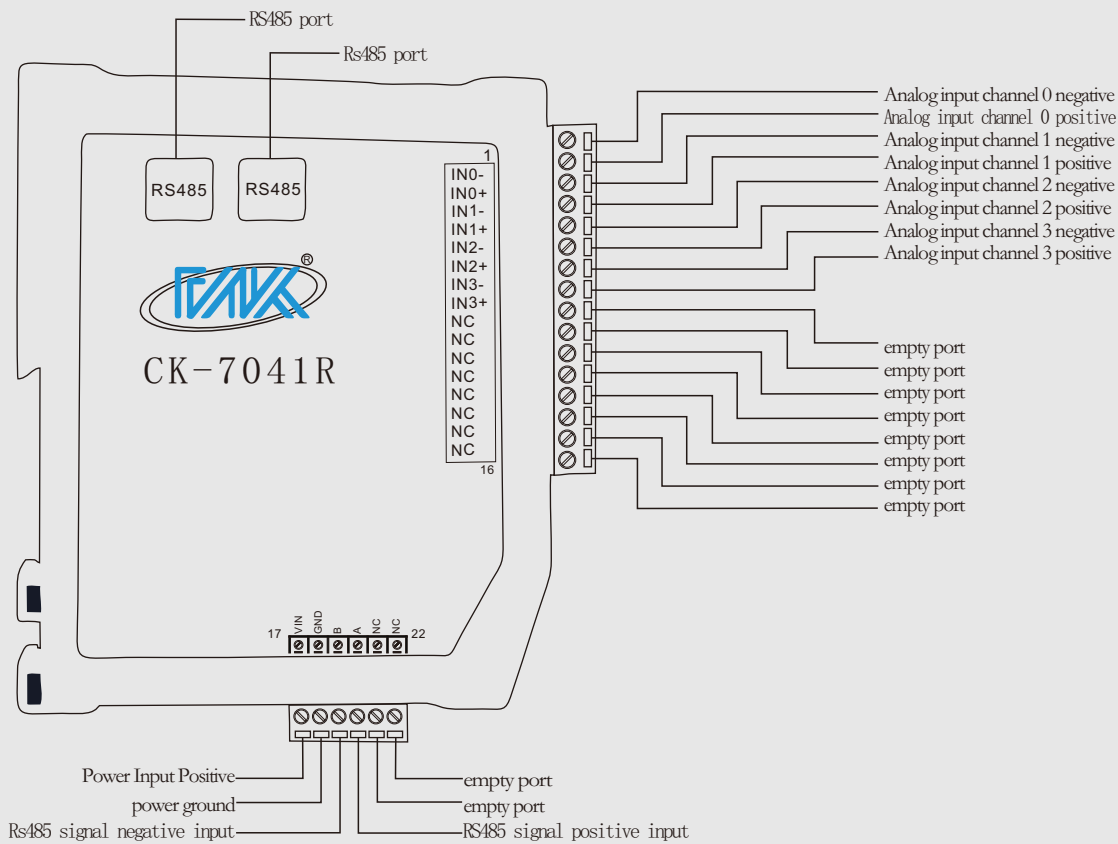 RS485 port
Rs485 port
Analog input channel 0 negative
Analog input channel 0 positive
Analog input channel 1 negative
Analog input channel 1 positive
Analog input channel 2 negative
Analog input channel 2 positive
Analog input channel 3 negative
Analog input channel 3 positive
1
RS485
RS485
IN0-
IN0+
IN1-
IN1+
IN2-
IN2+
IN3-
IN3+
NC
NC
NC
NC
NC
NC
NC
NC
16
®
CK-7041R
empty port
empty port
empty port
empty port
empty port
empty port
empty port
empty port
17
VIN
GND
B
A
NC
NC
22
Power Input Positive
power ground
Rs485 signal negative input
empty port
empty port
RS485 signal positive input